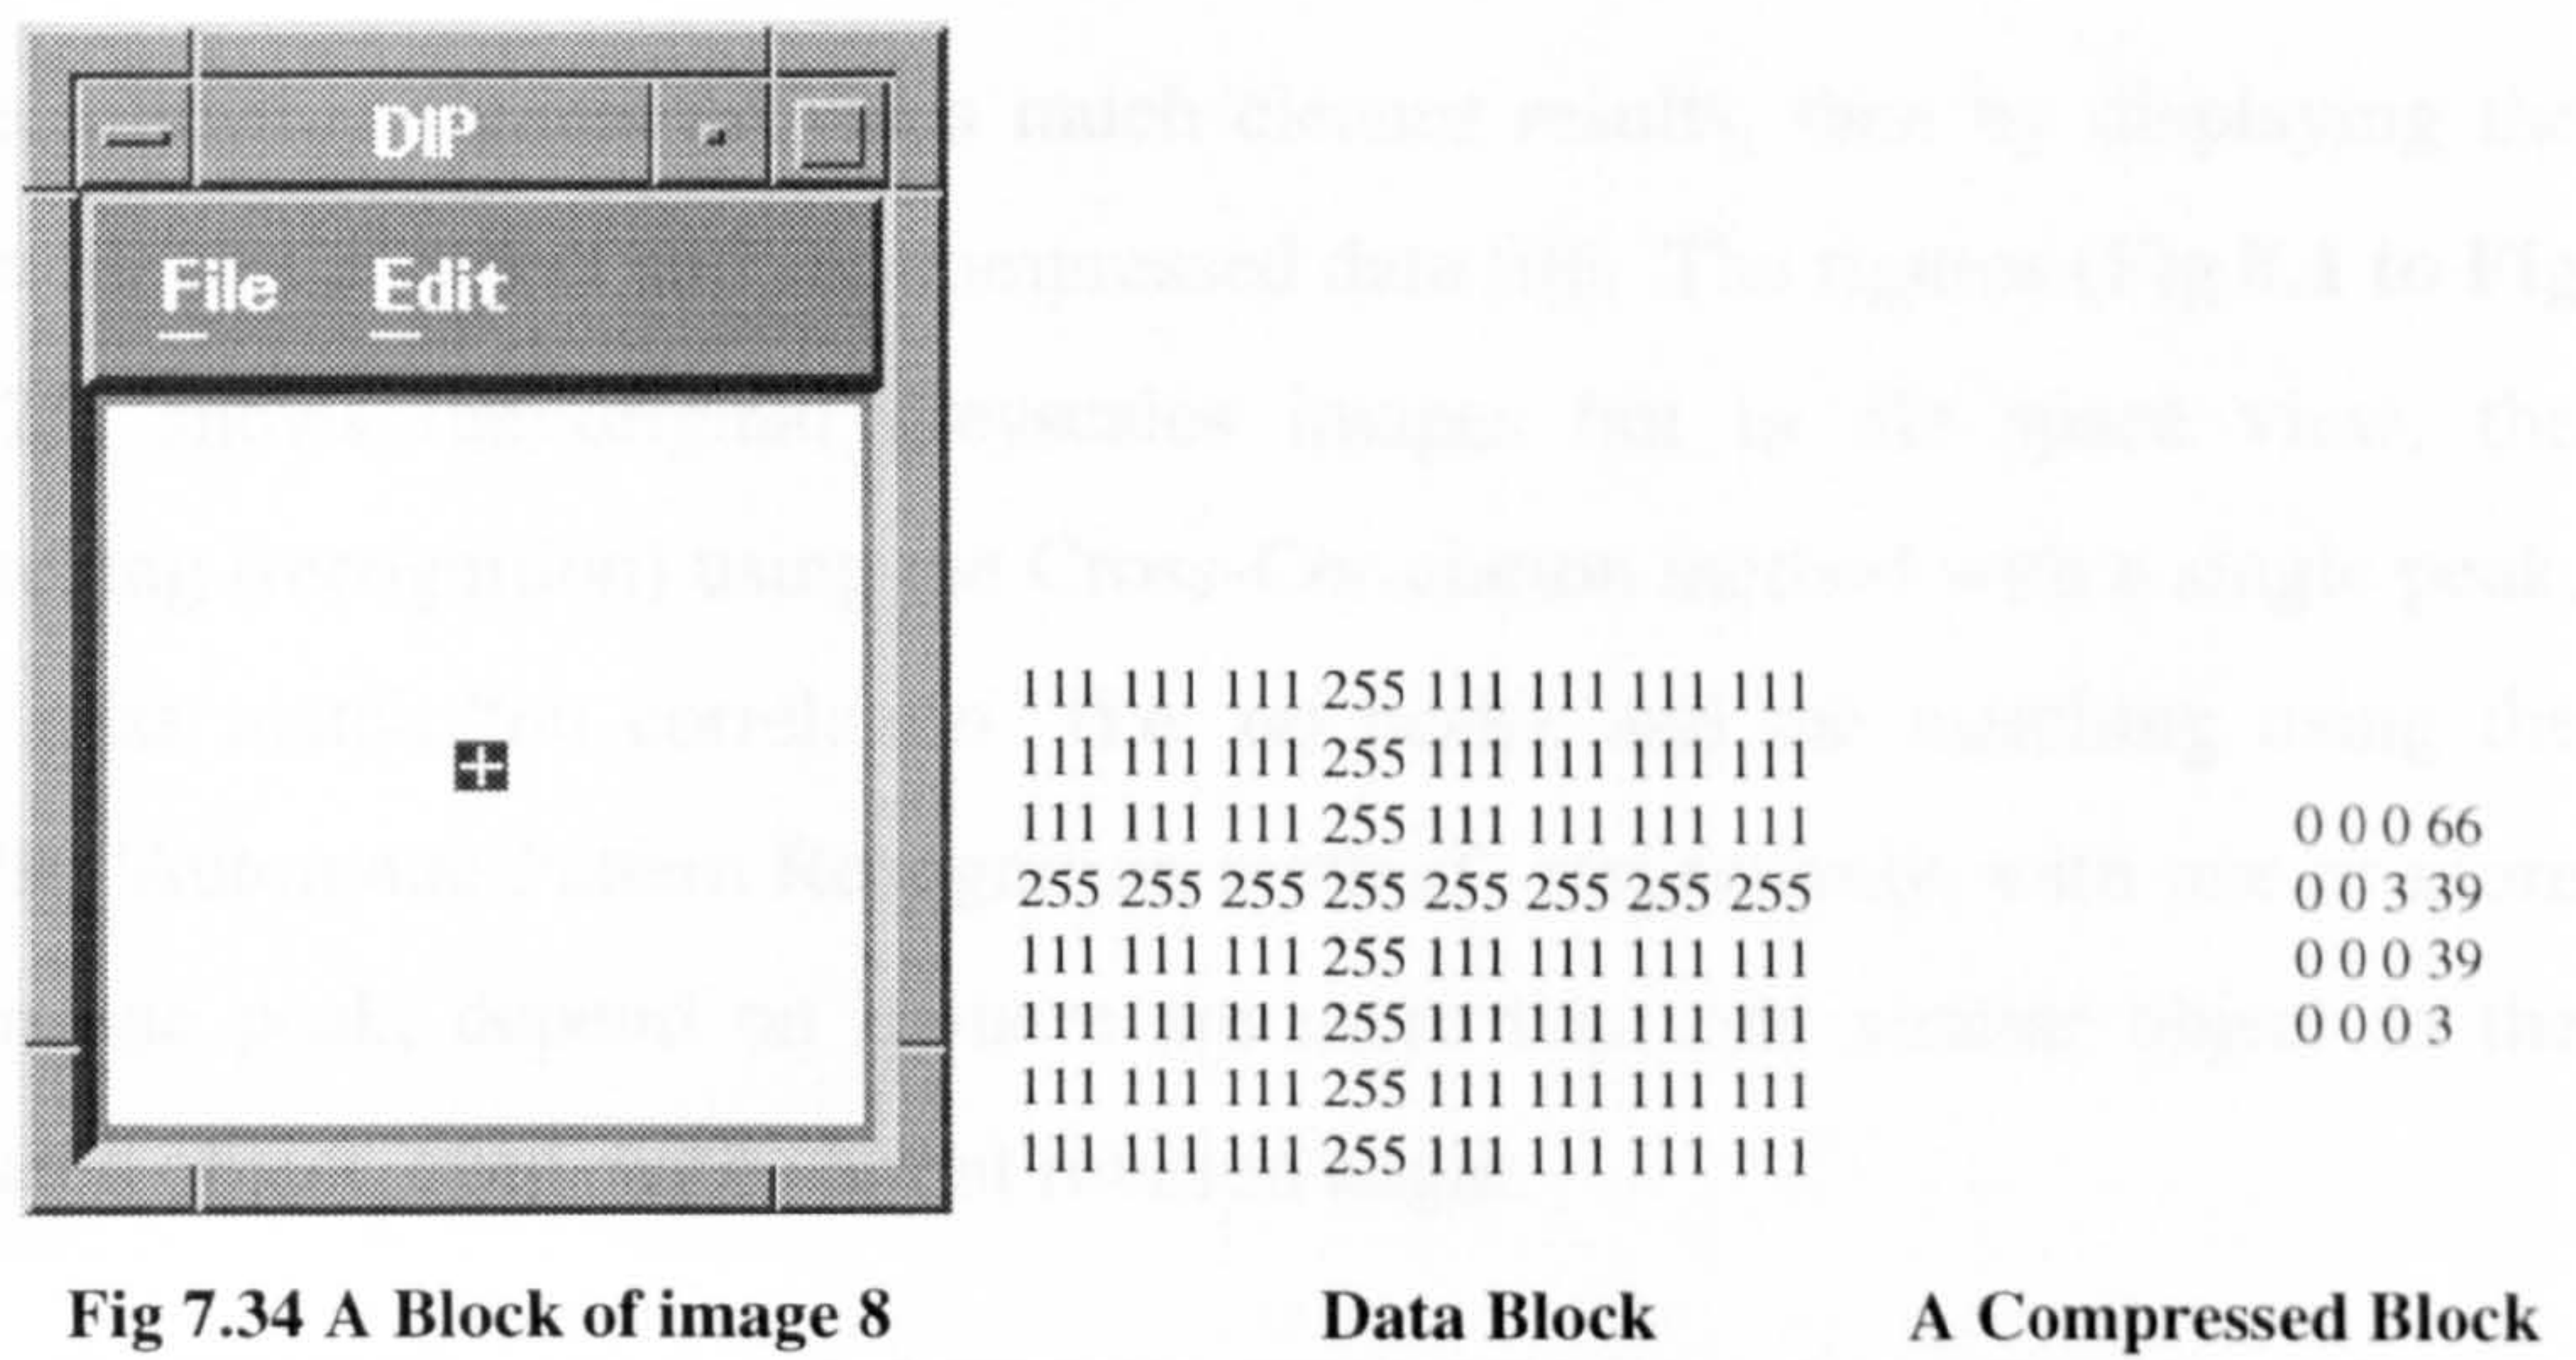 DIP
File Edit
111 111 111 255 111 111 111 111
111 111 111 255 111 111 111 111
111 111 111 255 111 111 111 111
255 255 255 255 255 255 255 255
111 111 111 255 111 111 111 111
111 111 111 255 111 111 111 111
111 111 111 255 111 111 111 111
111 111 111 255 111 111 111 111
0 0 0 66
0 0 3 39
0 0 0 39
0 0 0 3
Fig 7.34 A Block of image 8
Data Block
A Compressed Block